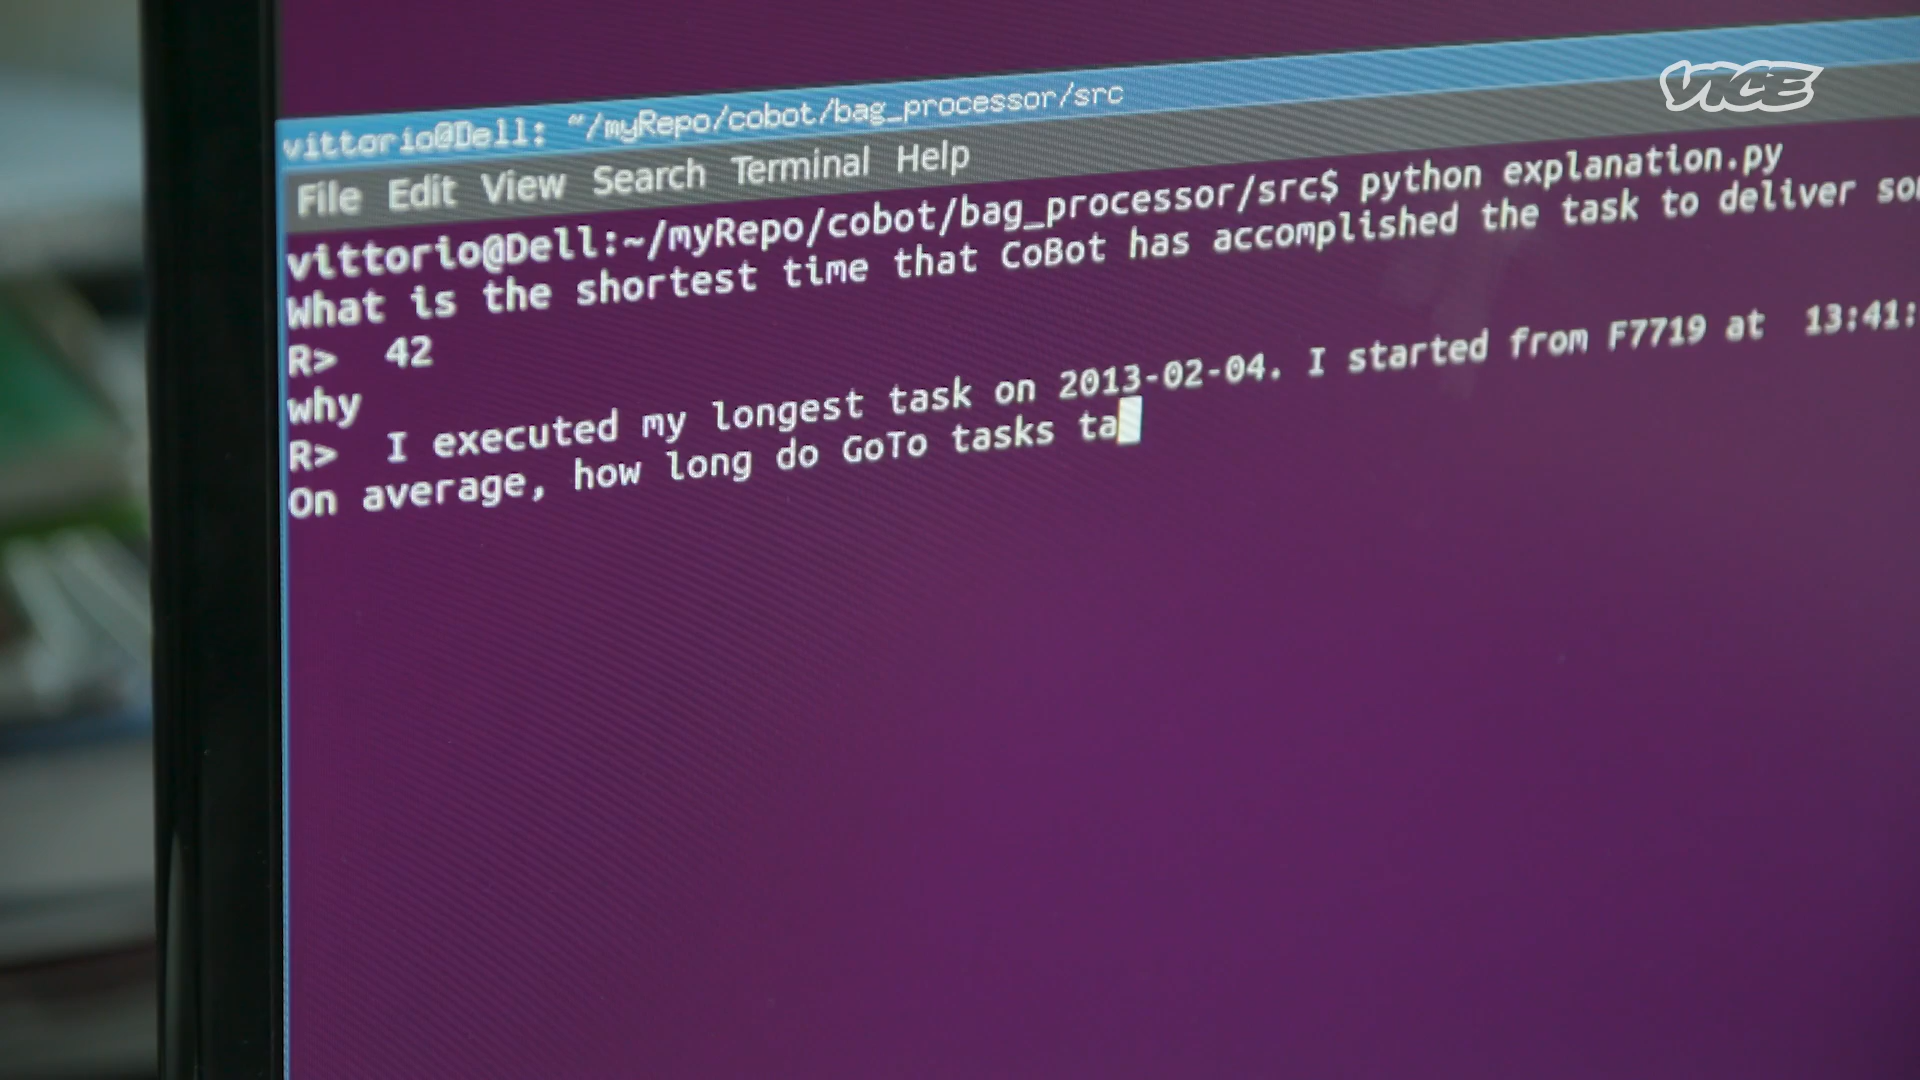 VICE
vittorio@Dell: ~/myRepo/cobot/bag_processor/src
File Edit View Search Terminal Help
vittorio@Dell:~/myRepo/cobot/bag_processor/src$ python explanation.py
What is the shortest time that CoBot has accomplished the task to deliver so
R> 42
why
R> I executed my longest task on 2013-02-04. I started from F7719 at 13:41:
On average, how long do GoTo tasks ta